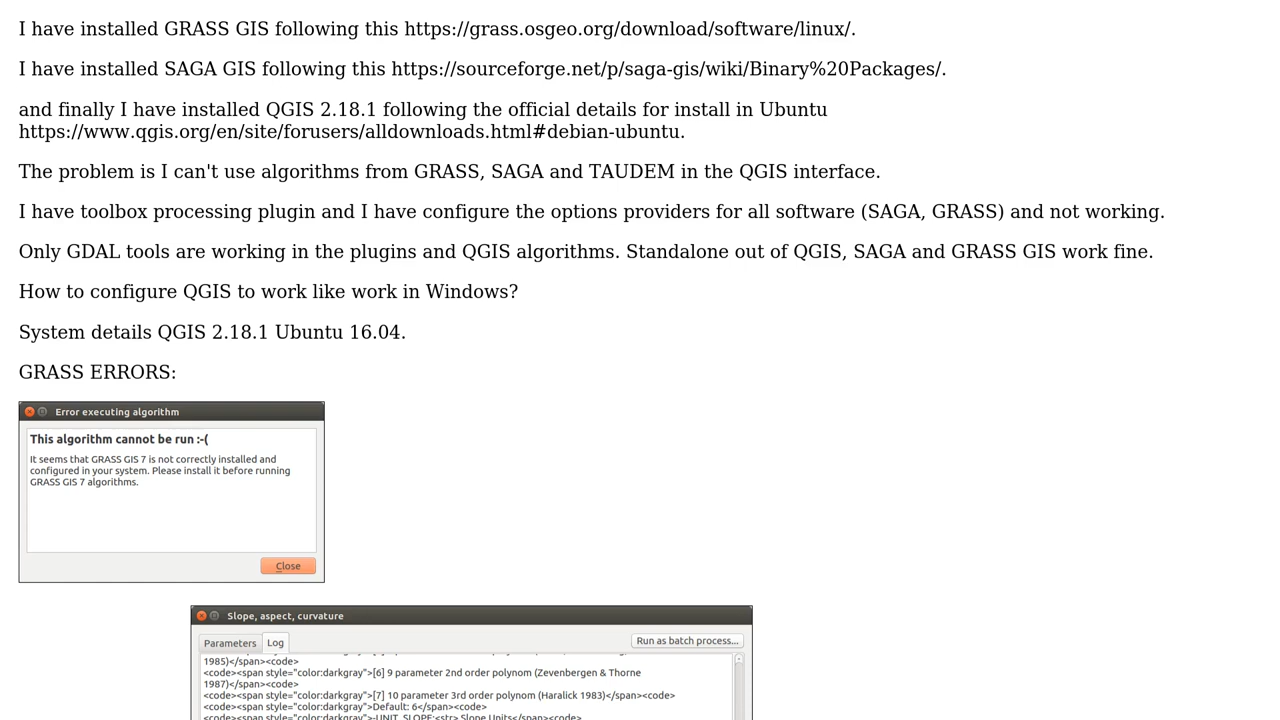 I have installed GRASS GIS following this https://grass.osgeo.org/download/software/linux/.
I have installed SAGA GIS following this https://sourceforge.net/p/saga-gis/wiki/Binary%20Packages/.
and finally I have installed QGIS 2.18.1 following the official details for install in Ubuntu
https://www.qgis.org/en/site/forusers/alldownloads.html#debian-ubuntu.
The problem is I can't use algorithms from GRASS, SAGA and TAUDEM in the QGIS interface.
I have toolbox processing plugin and I have configure the options providers for all software (SAGA, GRASS) and not working.
Only GDAL tools are working in the plugins and QGIS algorithms. Standalone out of QGIS, SAGA and GRASS GIS work fine.
How to configure QGIS to work like work in Windows?
System details QGIS 2.18.1 Ubuntu 16.04.
GRASS ERRORS:
Error executing algorithm
This algorithm cannot be run :-(
It seems that GRASS GIS 7 is not correctly installed and
configured in your system. Please install it before running
GRASS GIS 7 algorithms.
Close
Slope, aspect, curvature
Parameters Log Run as batch process...
1985)</span><code>
<code><span style="color:darkgray">[6] 9 parameter 2nd order polynom (Zevenbergen & Thorne
1987)</span><code>
<code><span style="color:darkgray">[7] 10 parameter 3rd order polynom (Haralick 1983)</span><code>
<code><span style="color:darkgray">Default: 6</span><code>
<code><span style="color:darkgray">-UNIT_SLOPE:<str> Slope Units</span><code>